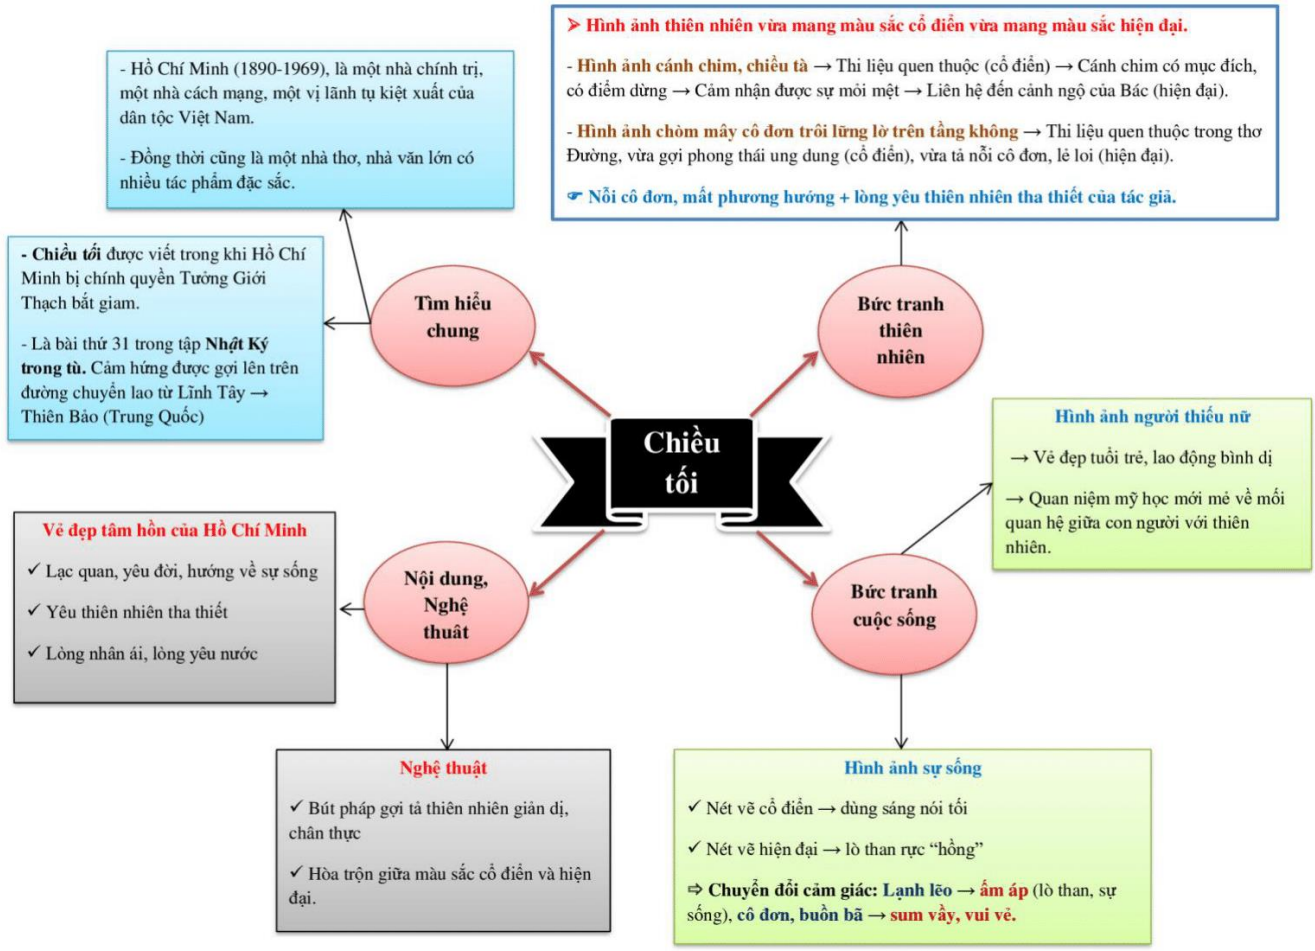 - Hồ Chí Minh (1890-1969), là một nhà chính trị,
một nhà cách mạng, một vị lãnh tụ kiệt xuất của
dân tộc Việt Nam.
- Đồng thời cũng là một nhà thơ, nhà văn lớn có
nhiều tác phẩm đặc sắc.
➢ Hình ảnh thiên nhiên vừa mang màu sắc cổ điển vừa mang màu sắc hiện đại.
- Hình ảnh cánh chim, chiều tà → Thi liệu quen thuộc (cổ điển) → Cánh chim có mục đích,
có điểm dừng → Cảm nhận được sự mỏi mệt → Liên hệ đến cảnh ngộ của Bác (hiện đại).
- Hình ảnh chòm mây cô đơn trôi lững lờ trên tầng không → Thi liệu quen thuộc trong thơ
Đường, vừa gợi phong thái ung dung (cổ điển), vừa tả nỗi cô đơn, lẻ loi (hiện đại).
☞ Nỗi cô đơn, mất phương hướng + lòng yêu thiên nhiên tha thiết của tác giả.
- Chiều tối được viết trong khi Hồ Chí
Minh bị chính quyền Tưởng Giới
Thạch bắt giam.
- Là bài thứ 31 trong tập Nhật Ký
trong tù. Cảm hứng được gợi lên trên
đường chuyển lao từ Lĩnh Tây →
Thiên Bảo (Trung Quốc)
Tìm hiểu
chung
Bức tranh
thiên
nhiên
Chiều
tối
Hình ảnh người thiếu nữ
→ Vẻ đẹp tuổi trẻ, lao động bình dị
→ Quan niệm mỹ học mới mẻ về mối
quan hệ giữa con người với thiên
nhiên.
Vẻ đẹp tâm hồn của Hồ Chí Minh
✓ Lạc quan, yêu đời, hướng về sự sống
✓ Yêu thiên nhiên tha thiết
✓ Lòng nhân ái, lòng yêu nước
Nội dung,
Nghệ
thuât
Bức tranh
cuộc sống
Nghệ thuật
✓ Bút pháp gợi tả thiên nhiên giản dị,
chân thực
✓ Hòa trộn giữa màu sắc cổ điển và hiện
đại.
Hình ảnh sự sống
✓ Nét vẽ cổ điển → dùng sáng nói tối
✓ Nét vẽ hiện đại → lò than rực “hồng”
⇨ Chuyển đổi cảm giác: Lạnh lẽo → ấm áp (lò than, sự
sống), cô đơn, buồn bã → sum vầy, vui vẻ.